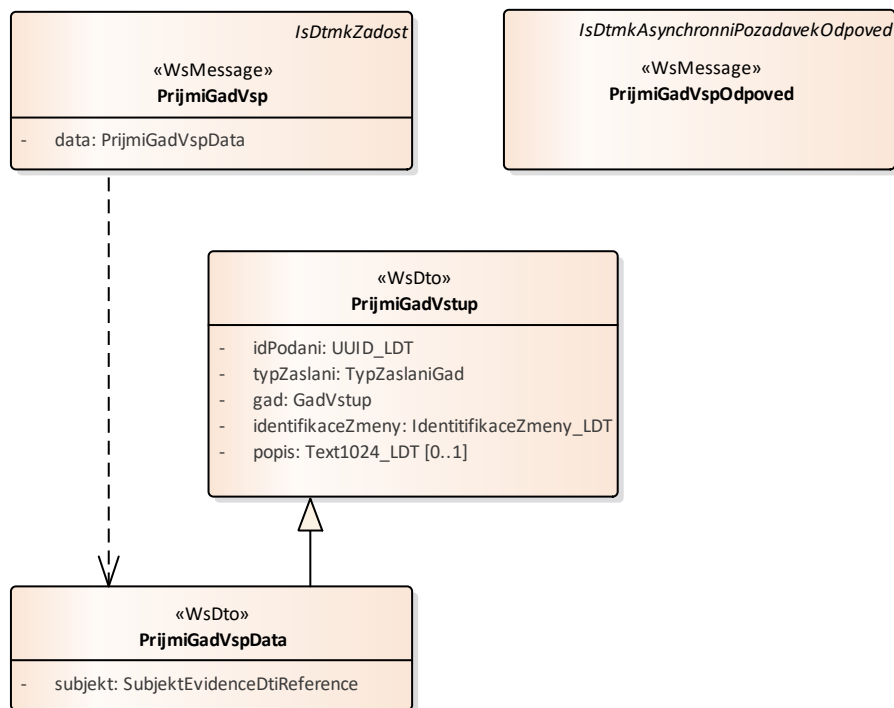 IsDtmkZadost
«WsMessage»
PrijmiGadVsp
- data: PrijmiGadVspData
IsDtmkAsynchronniPozadavekOdpoved
«WsMessage»
PrijmiGadVspOdpoved
«WsDto»
PrijmiGadVstup
- idPodani: UUID_LDT
- typZaslani: TypZaslaniGad
- gad: GadVstup
- identifikaceZmeny: IdentitifikaceZmeny_LDT
- popis: Text1024_LDT [0..1]
«WsDto»
PrijmiGadVspData
- subjekt: SubjektEvidenceDtiReference